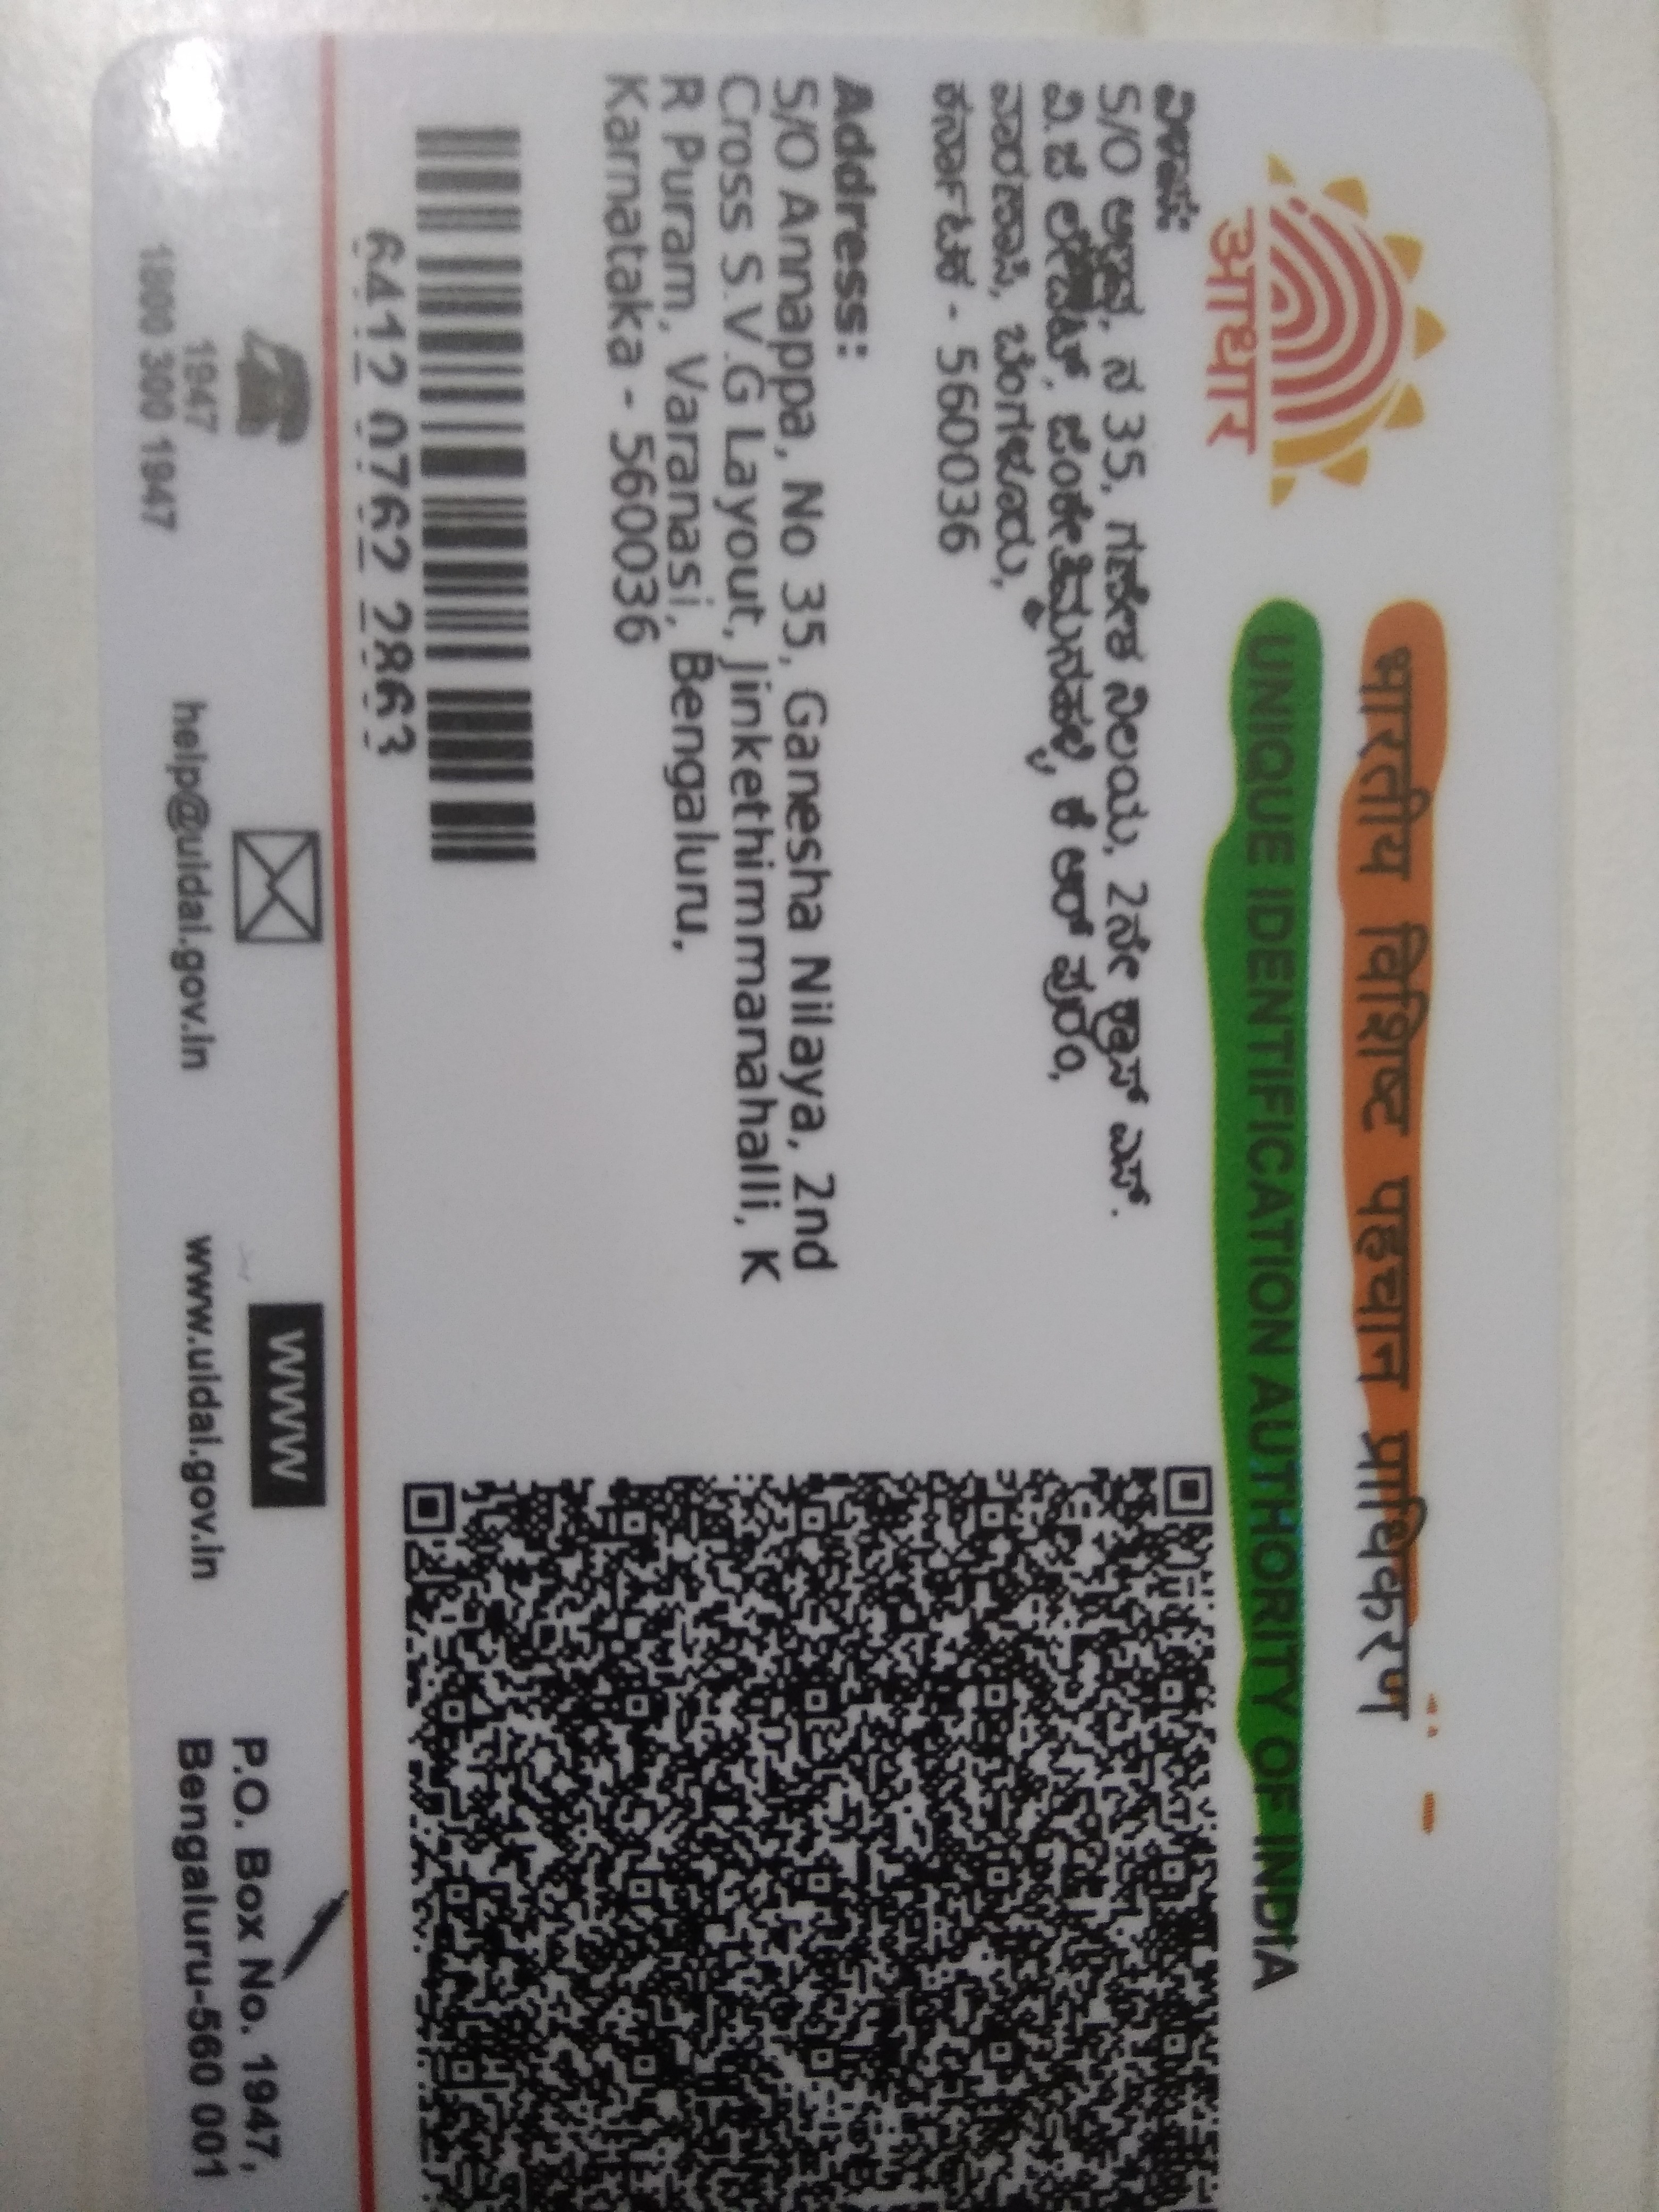 आधार
भारतीय विशिष्ट पहचान प्राधिकरण
UNIQUE IDENTIFICATION AUTHORITY OF INDIA
ವಿಳಾಸ:
S/O ಅಣ್ಣಪ್ಪ, ನ 35, ಗಣೇಶ ನಿಲಯ, 2ನೇ ಕ್ರಾಸ್ ಎಸ್.
ವಿ.ಜಿ ಲೇಔಟ್, ಜಿಂಕೇತಿಮ್ಮನಹಳ್ಳಿ, ಕೆ ಆರ್ ಪುರಂ,
ವಾರಣಾಸಿ, ಬೆಂಗಳೂರು,
ಕರ್ನಾಟಕ - 560036
Address:
S/O Annappa, No 35, Ganesha Nilaya, 2nd
Cross S.V.G Layout, Jinkethimmanahalli, K
R Puram, Varanasi, Bengaluru,
Karnataka - 560036
6412 0762 2863
1947
1800 300 1947
help@uidai.gov.in
www
www.uidai.gov.in
P.O. Box No. 1947,
Bengaluru-560 001